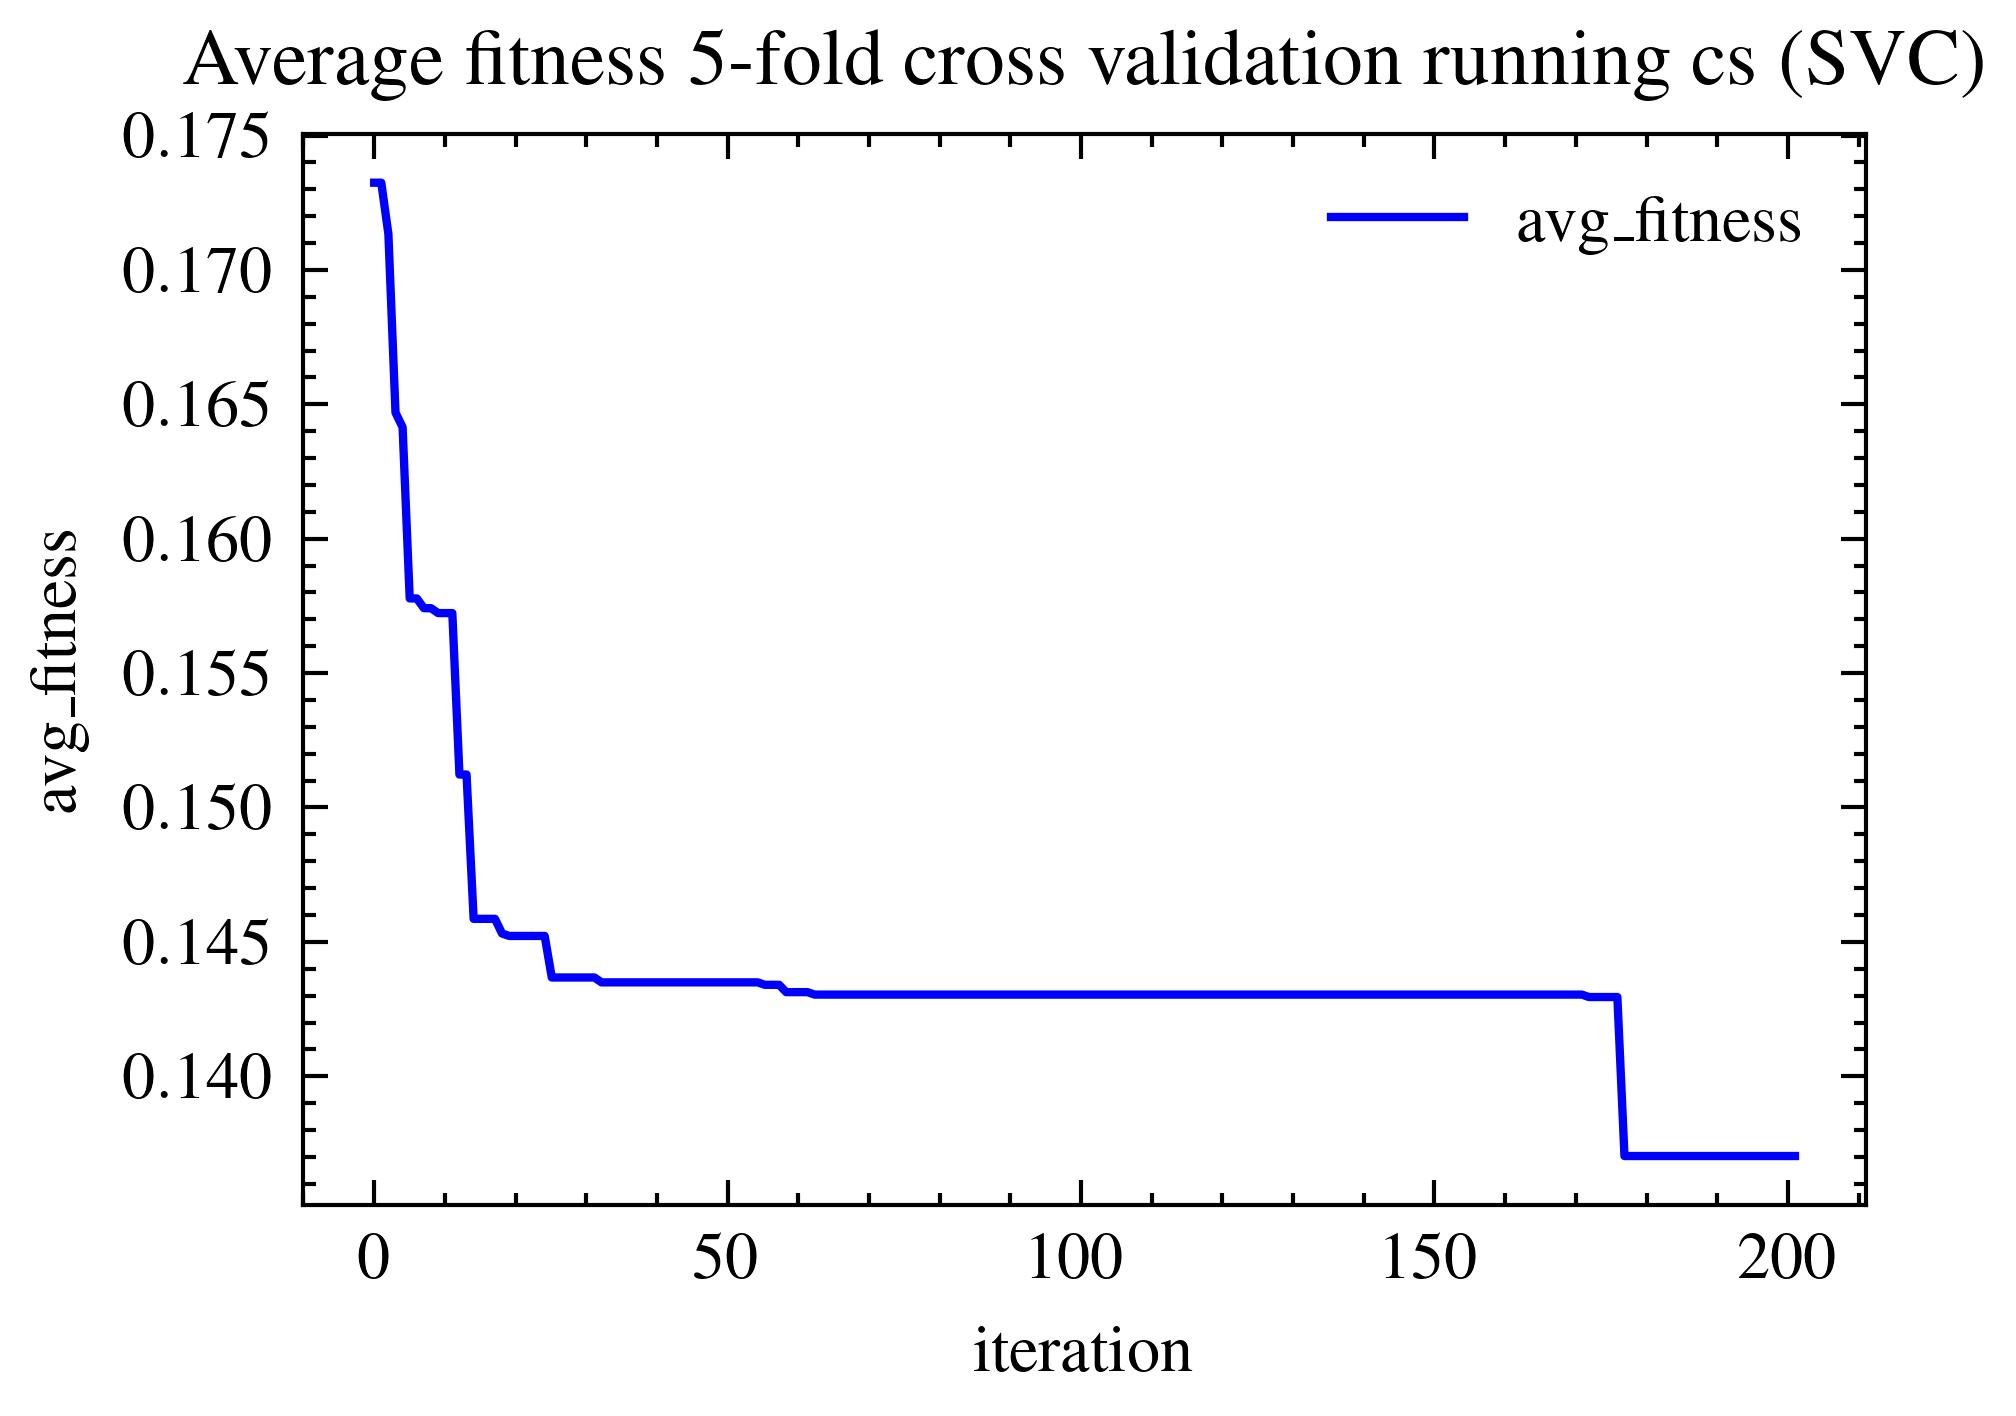 Average fitness 5-fold cross validation running cs (SVC)
0.175
0.170
0.165
0.160
0.155
0.150
0.145
0.140
avg_fitness
avg_fitness
0 50 100 150 200
iteration